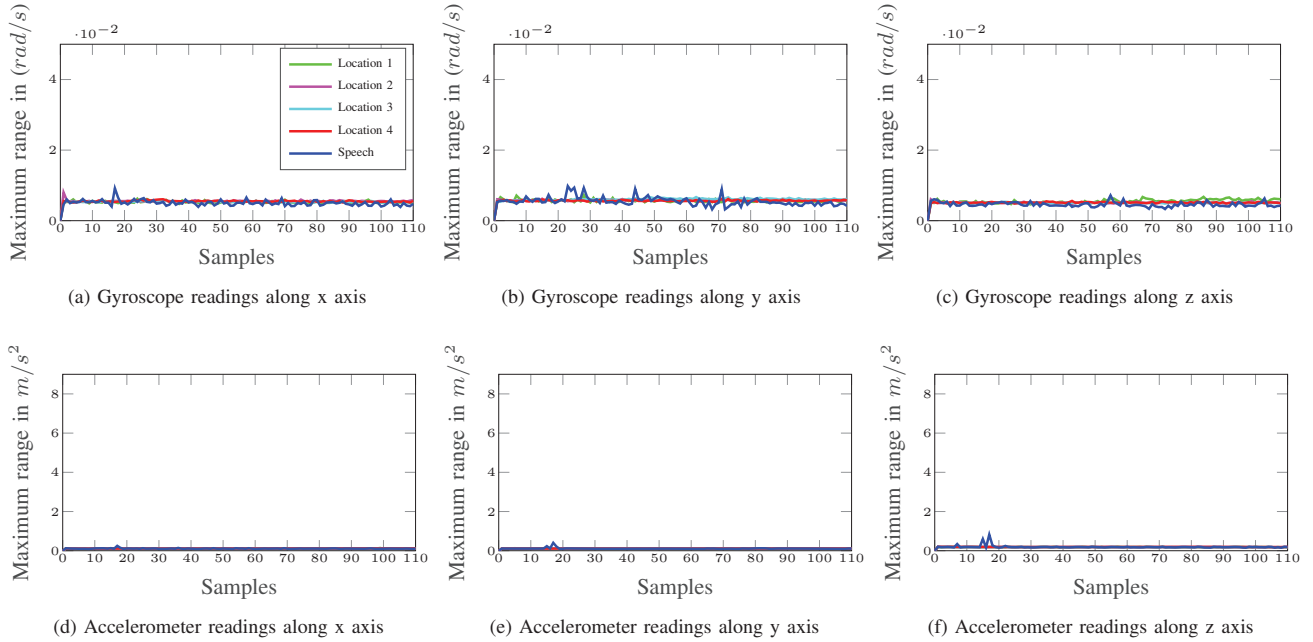 ·10−2
Maximum range in (rad/s)
4
2
0
0 10 20 30 40 50 60 70 80 90 100 110
Samples
Location 1
Location 2
Location 3
Location 4
Speech
(a) Gyroscope readings along x axis
·10−2
Maximum range in (rad/s)
4
2
0
0 10 20 30 40 50 60 70 80 90 100 110
Samples
(b) Gyroscope readings along y axis
·10−2
Maximum range in (rad/s)
4
2
0
0 10 20 30 40 50 60 70 80 90 100 110
Samples
(c) Gyroscope readings along z axis
Maximum range in m/s²
8
6
4
2
0
0 10 20 30 40 50 60 70 80 90 100 110
Samples
(d) Accelerometer readings along x axis
Maximum range in m/s²
8
6
4
2
0
0 10 20 30 40 50 60 70 80 90 100 110
Samples
(e) Accelerometer readings along y axis
Maximum range in m/s²
8
6
4
2
0
0 10 20 30 40 50 60 70 80 90 100 110
Samples
(f) Accelerometer readings along z axis